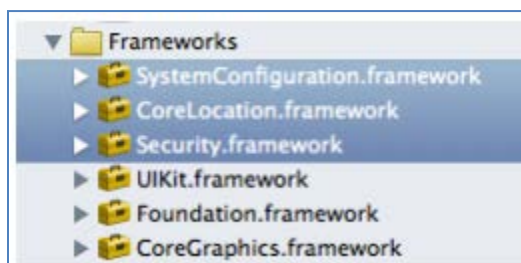 Frameworks
SystemConfiguration.framework
CoreLocation.framework
Security.framework
UIKit.framework
Foundation.framework
CoreGraphics.framework